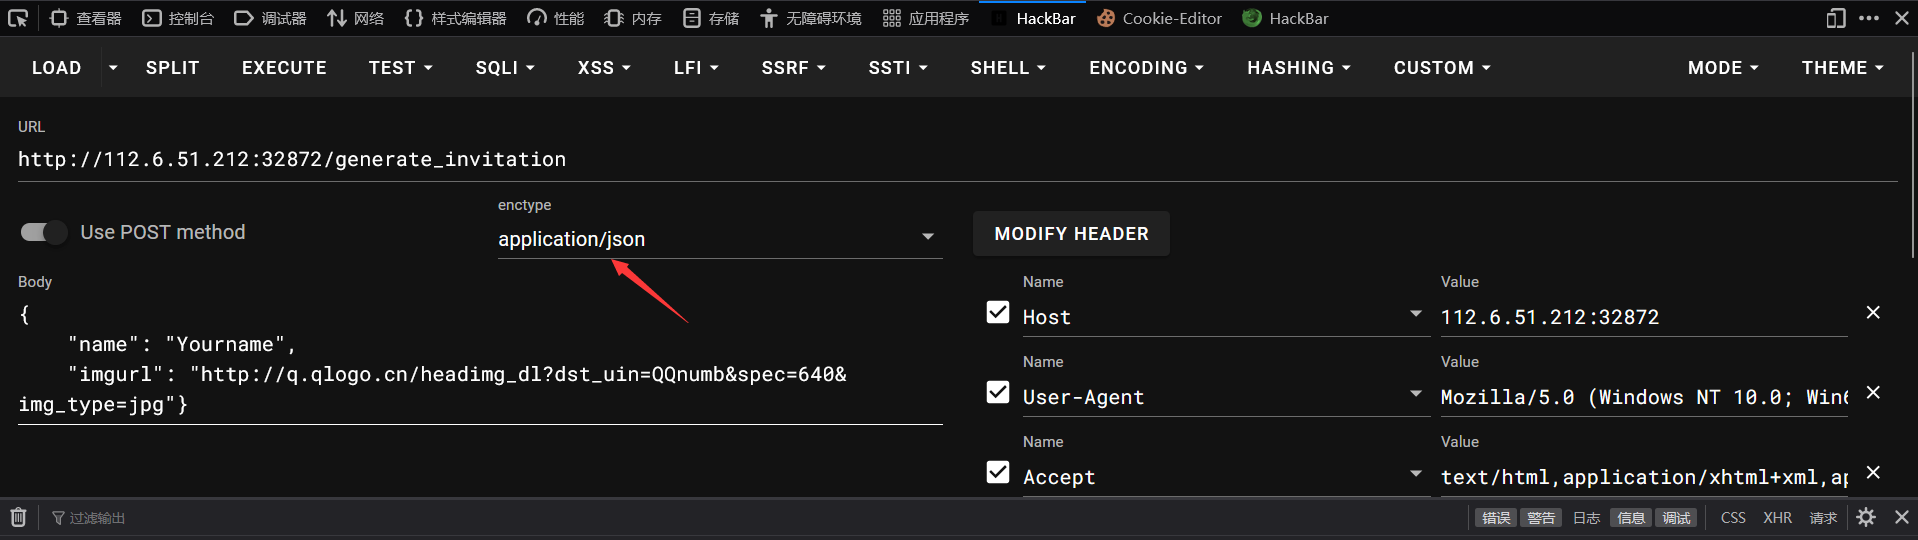 查看器 控制台 调试器 网络 样式编辑器 性能 内存 存储 无障碍环境 应用程序 HackBar Cookie-Editor HackBar
LOAD SPLIT EXECUTE TEST SQLI XSS LFI SSRF SSTI SHELL ENCODING HASHING CUSTOM MODE THEME
URL
http://112.6.51.212:32872/generate_invitation
enctype
Use POST method
application/json
MODIFY HEADER
Body
{
"name": "Yourname",
"imgurl": "http://q.qlogo.cn/headimg_dl?dst_uin=QQnumb&spec=640&
img_type=jpg"}
Name Value
Host 112.6.51.212:32872
Name Value
User-Agent Mozilla/5.0 (Windows NT 10.0; Win6
Name Value
Accept text/html,application/xhtml+xml,ap
过滤输出 错误 警告 日志 信息 调试 CSS XHR 请求